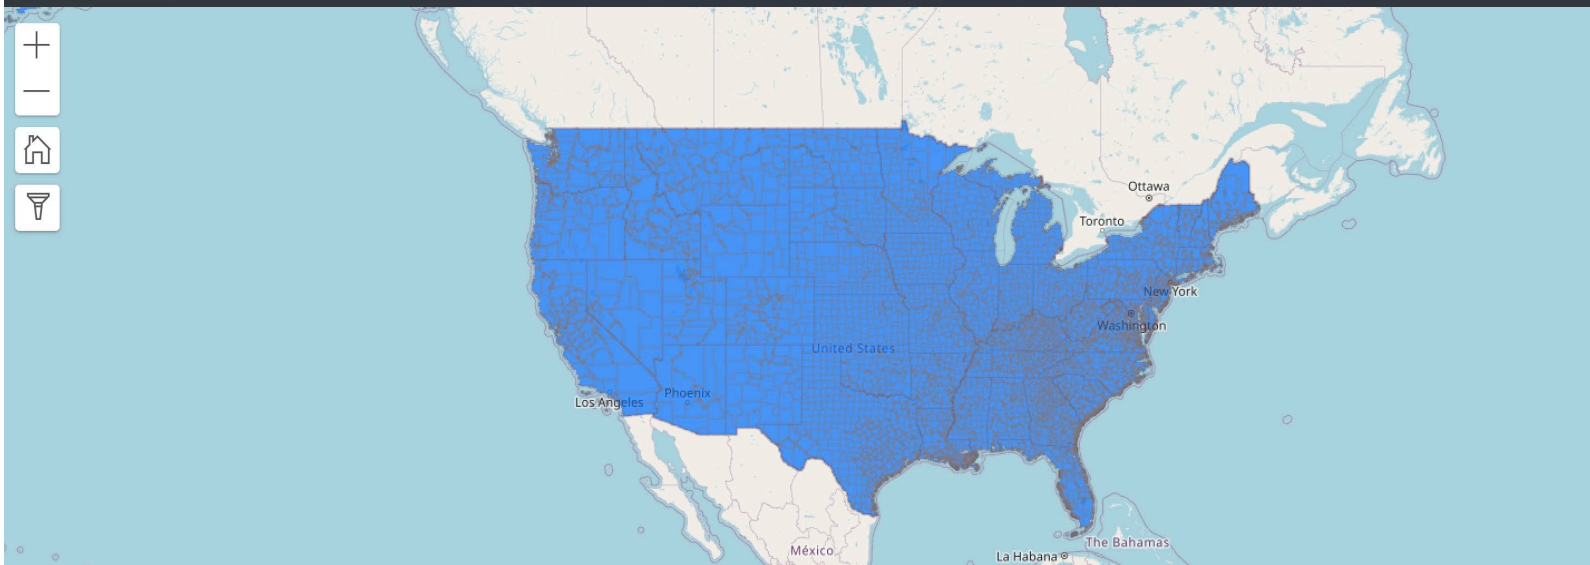 Ottawa
Toronto
New York
Washington
United States
Phoenix
Los Angeles
The Bahamas
México
La Habana